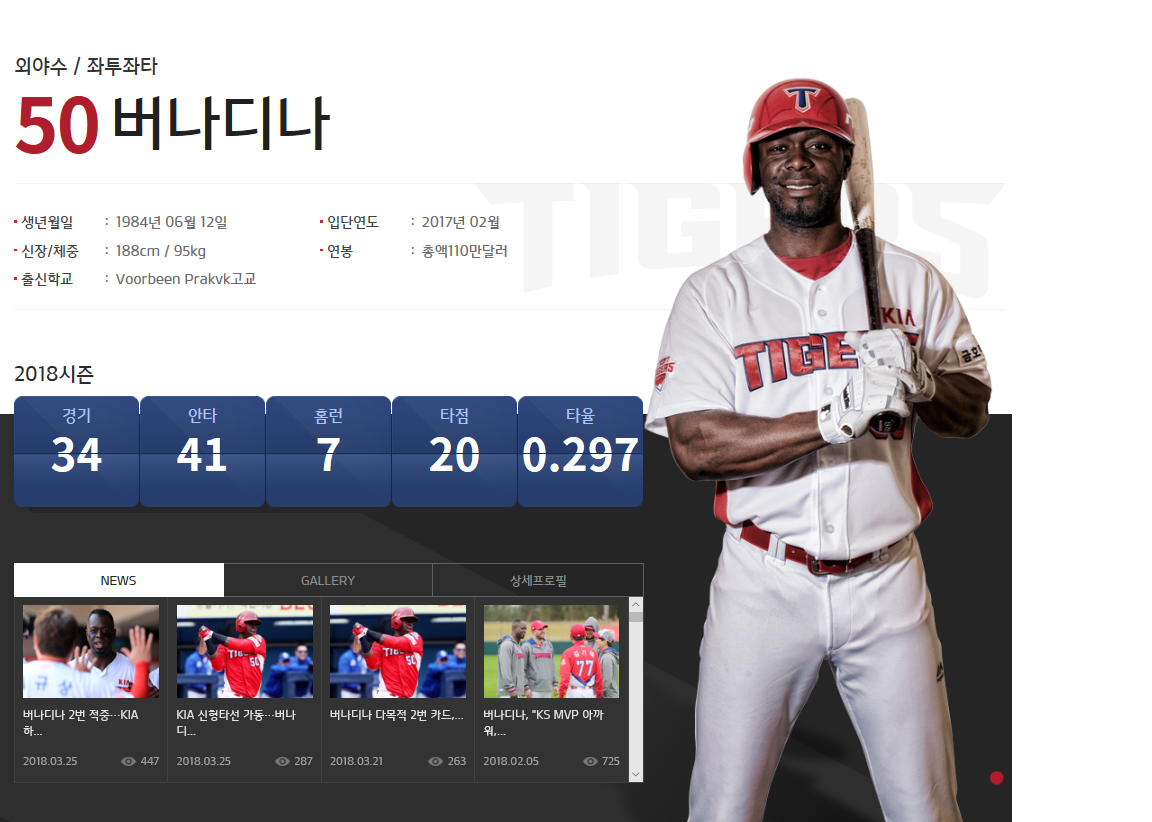 외야수 / 좌투좌타
50 버나디나
TIGERS
생년월일 : 1984년 06월 12일 입단연도 : 2017년 02월
신장/체중 : 188cm / 95kg 연봉 : 총액110만달러
출신학교 : Voorbeen Prakvk고교
T
KIA
TIGE
금호
2018시즌
경기 안타 홈런 타점 타율
34 41 7 20 0.297
NEWS GALLERY 상세프로필
버나디나 2번 적중…KIA 하...
KIA 신형타선 가동…버나디...
버나디나 다목적 2번 카드,...
버나디나, "KS MVP 아까워,...
2018.03.25 447
2018.03.25 287
2018.03.21 263
2018.02.05 725